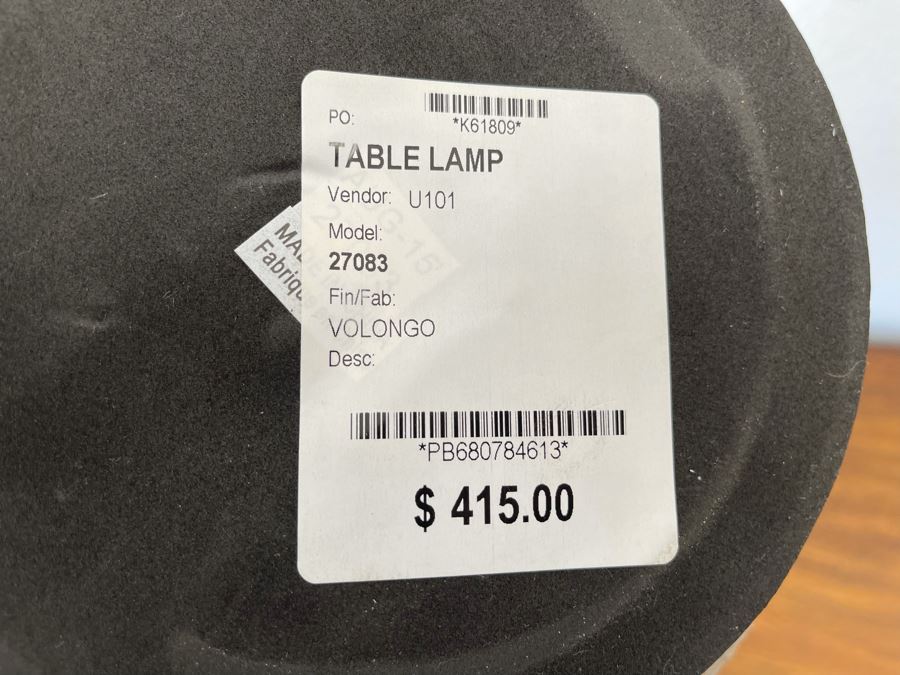 PO:
*K61809*
TABLE LAMP
Vendor: U101
Model:
27083
Fin/Fab:
VOLONGO
Desc:
*PB680784613*
$ 415.00